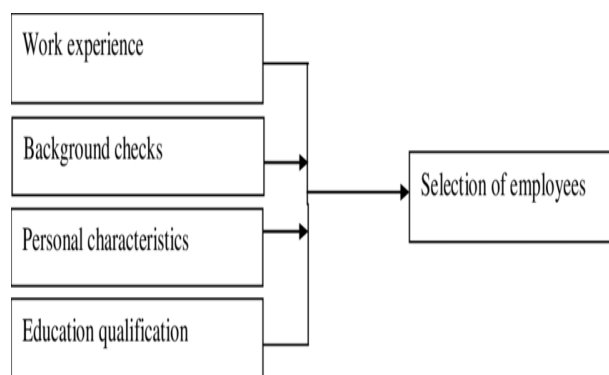 Work experience
Background checks
Personal characteristics
Education qualification
Selection of employees